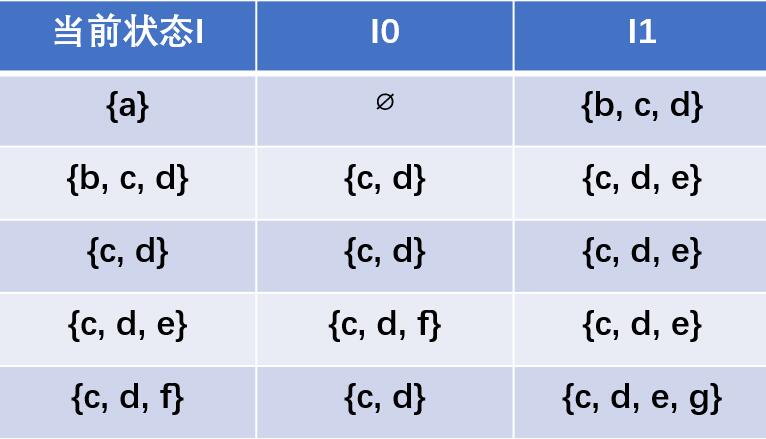 当前状态I I0 I1
{a} ∅ {b, c, d}
{b, c, d} {c, d} {c, d, e}
{c, d} {c, d} {c, d, e}
{c, d, e} {c, d, f} {c, d, e}
{c, d, f} {c, d} {c, d, e, g}